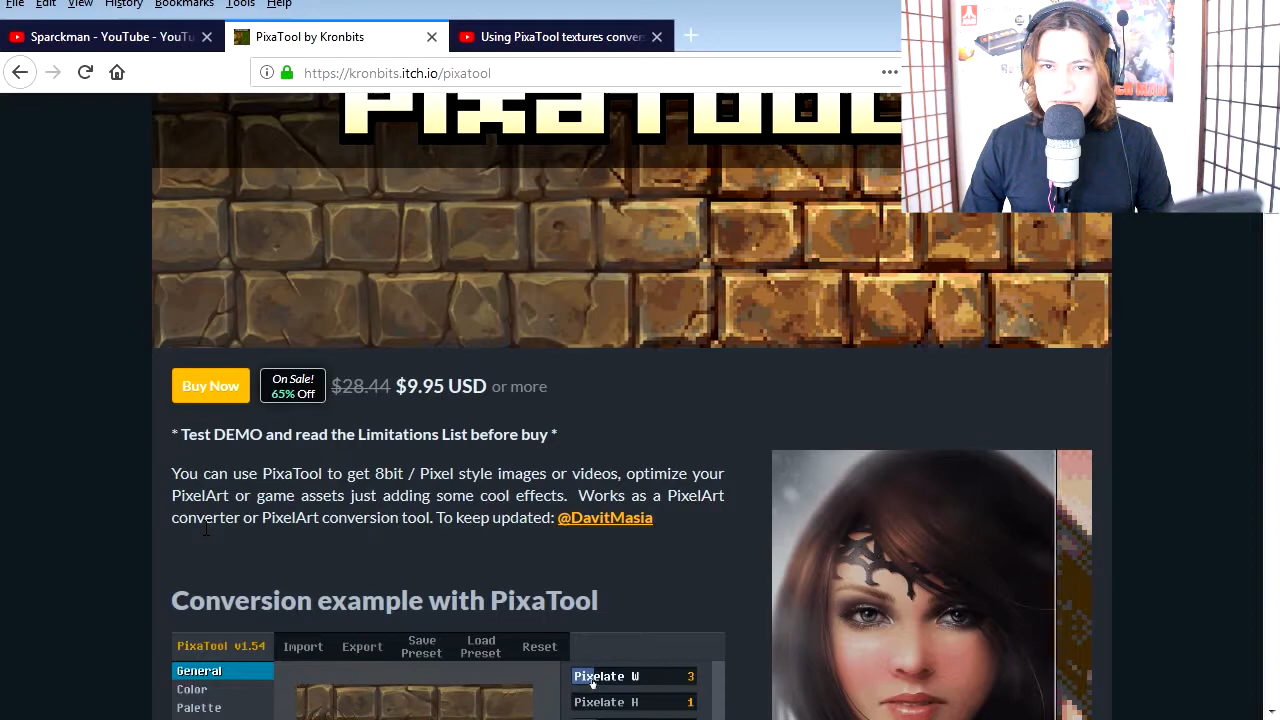 File Edit View History Bookmarks Tools Help
Sparckman - YouTube - YouTu
PixaTool by Kronbits
Using PixaTool textures conver
https://kronbits.itch.io/pixatool
PixaTool
Buy Now
On Sale!
65% Off
$28.44 $9.95 USD or more
* Test DEMO and read the Limitations List before buy *
You can use PixaTool to get 8bit / Pixel style images or videos, optimize your
PixelArt or game assets just adding some cool effects. Works as a PixelArt
converter or PixelArt conversion tool. To keep updated: @DavitMasia
Conversion example with PixaTool
PixaTool v1.54
Import
Export
Save
Preset
Load
Preset
Reset
General
Color
Palette
Pixelate W 3
Pixelate H 1